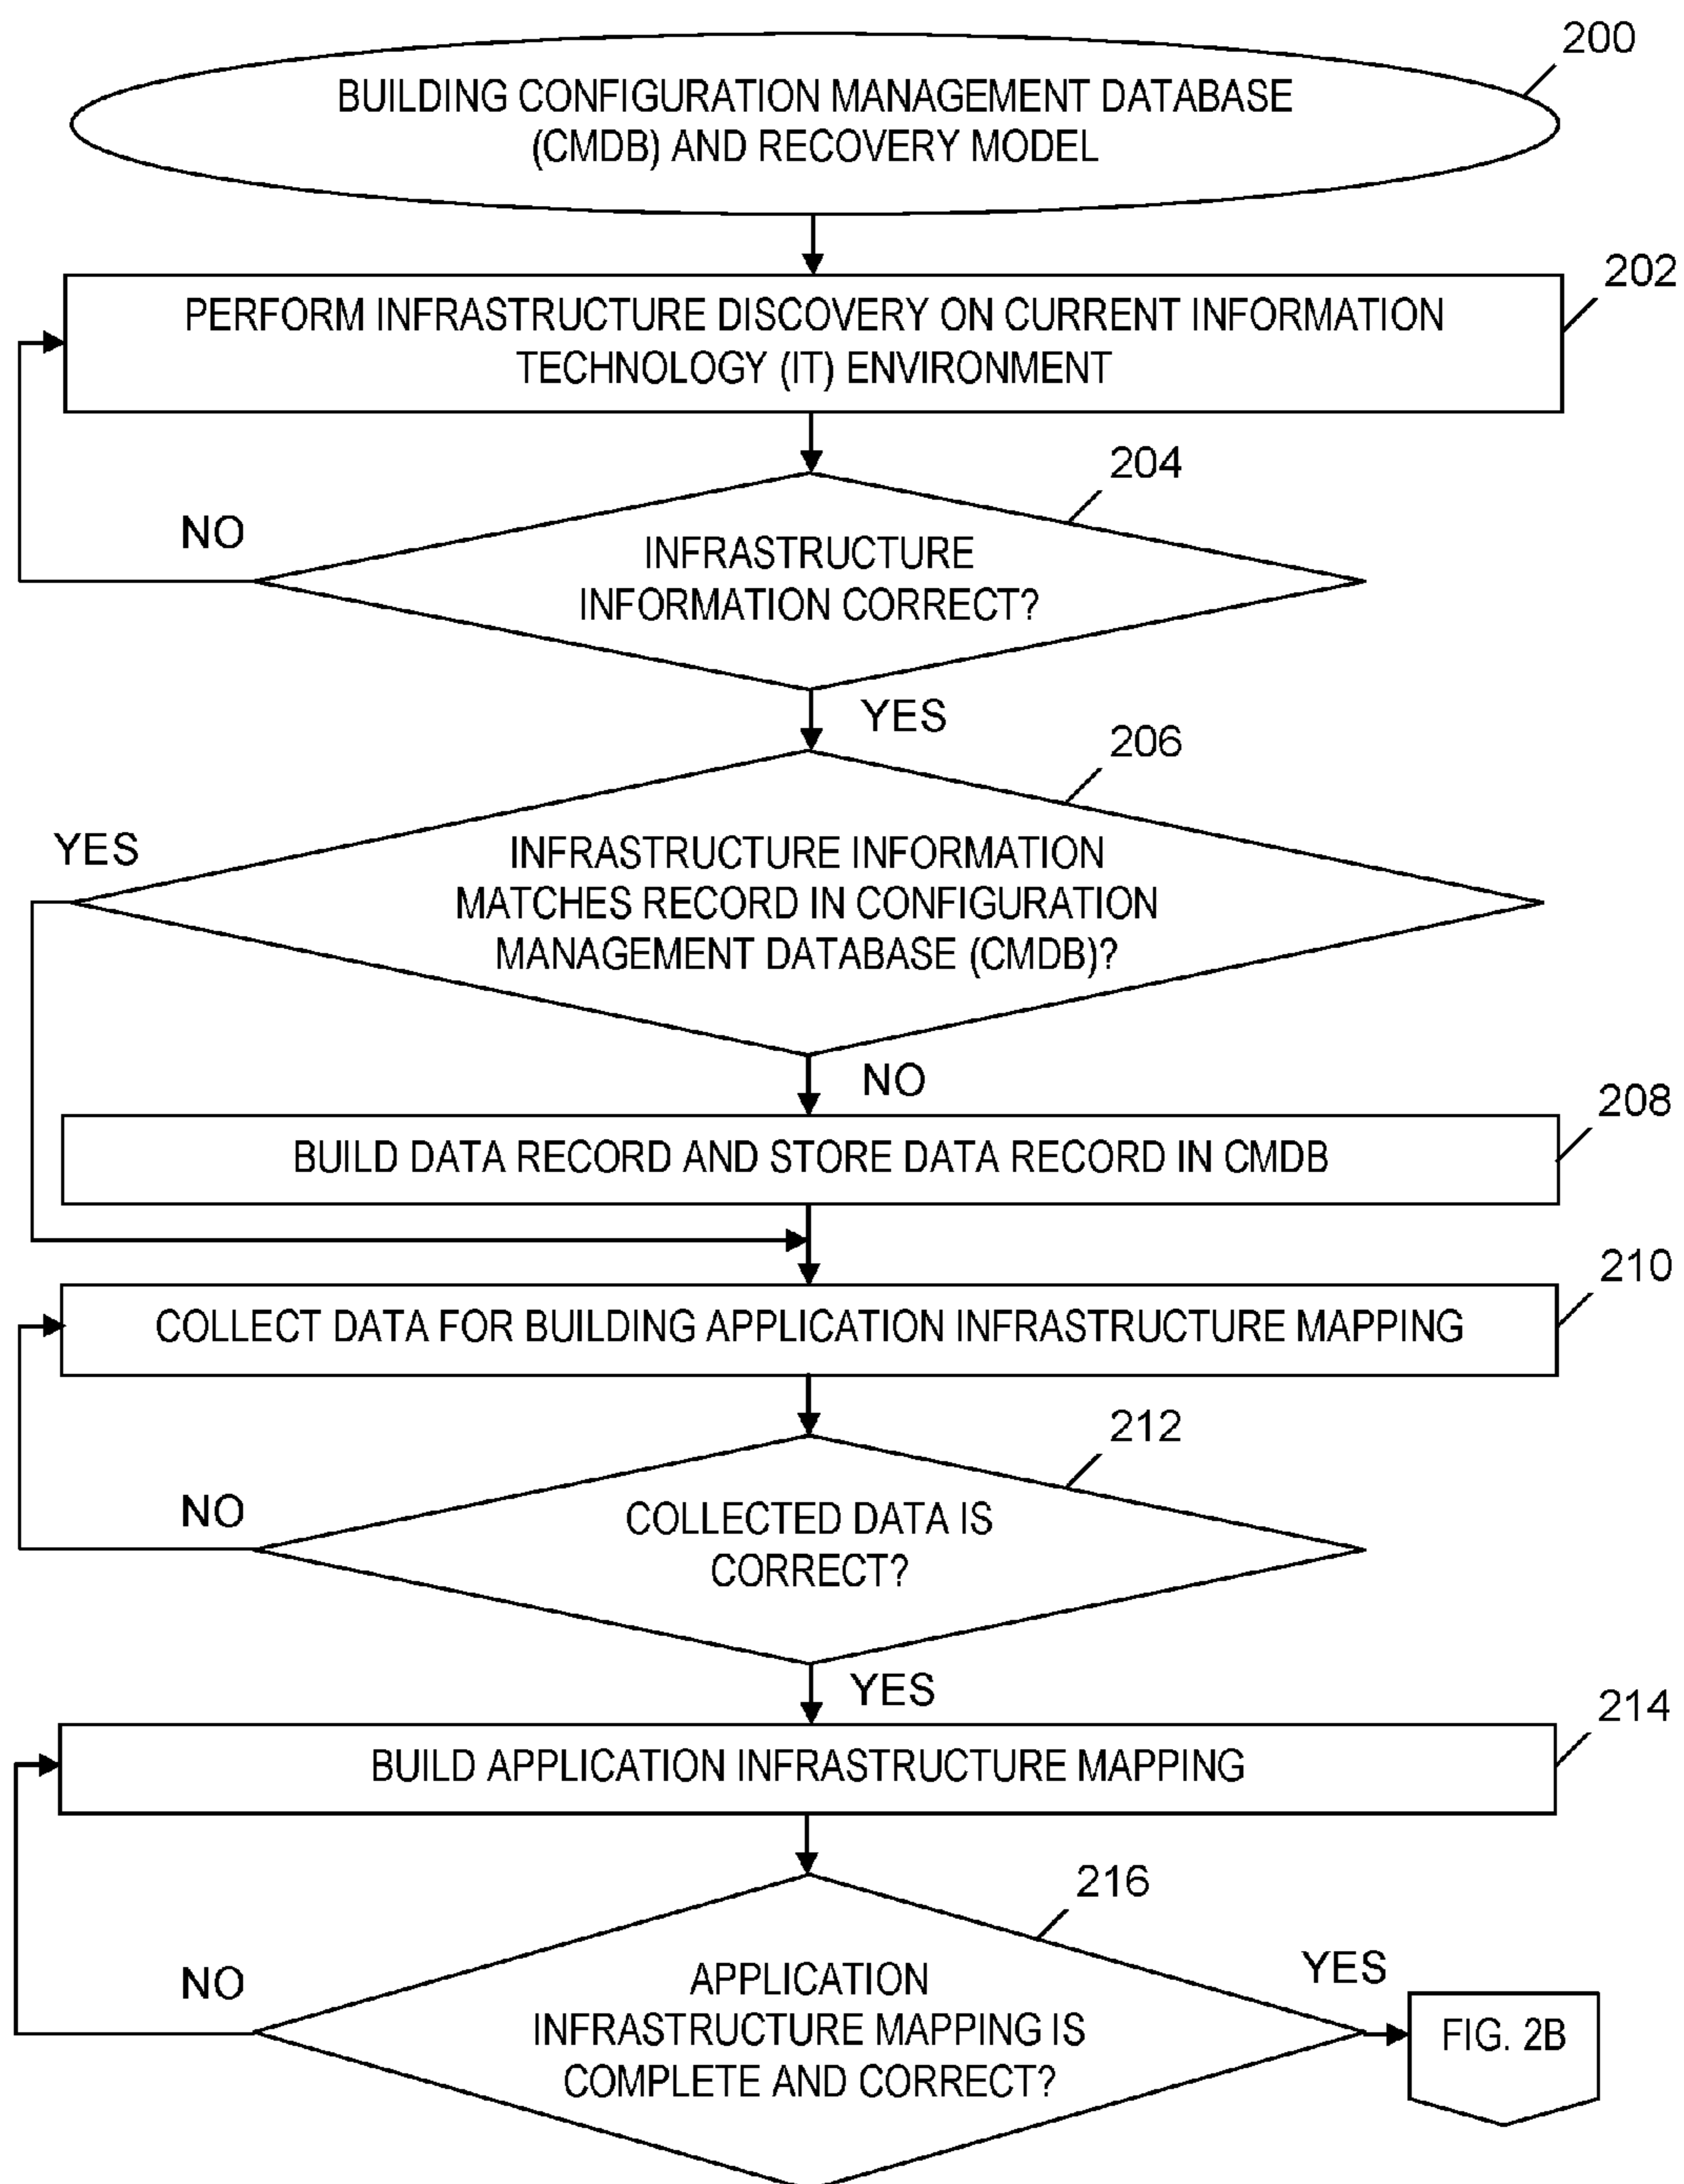 200
BUILDING CONFIGURATION MANAGEMENT DATABASE
(CMDB) AND RECOVERY MODEL
202
PERFORM INFRASTRUCTURE DISCOVERY ON CURRENT INFORMATION
TECHNOLOGY (IT) ENVIRONMENT
204
NO
INFRASTRUCTURE
INFORMATION CORRECT?
YES
206
YES
INFRASTRUCTURE INFORMATION
MATCHES RECORD IN CONFIGURATION
MANAGEMENT DATABASE (CMDB)?
NO
208
BUILD DATA RECORD AND STORE DATA RECORD IN CMDB
210
COLLECT DATA FOR BUILDING APPLICATION INFRASTRUCTURE MAPPING
212
NO
COLLECTED DATA IS
CORRECT?
YES
214
BUILD APPLICATION INFRASTRUCTURE MAPPING
216
NO
APPLICATION
INFRASTRUCTURE MAPPING IS
COMPLETE AND CORRECT?
YES
FIG. 2B